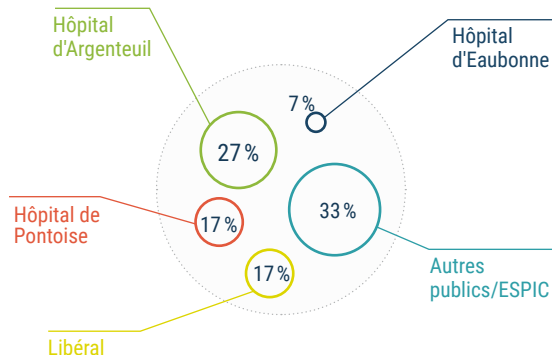 Hôpital
d'Argenteuil
Hôpital
d'Eaubonne
7 %
27 %
33 %
Hôpital de
Pontoise
17 %
17 %
Autres
publics/ESPIC
Libéral